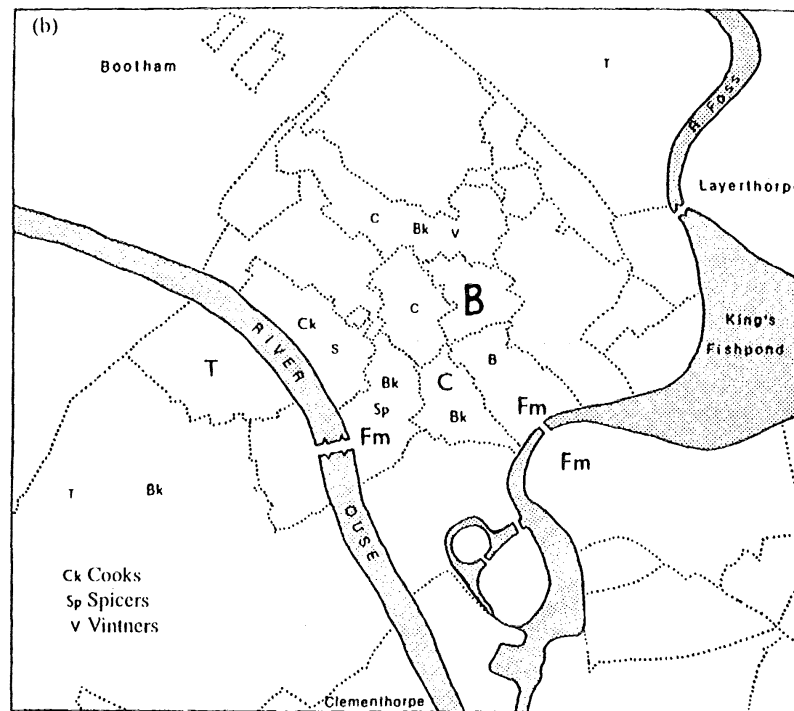 (b)
Bootham
T
R FOSS
Layerthorpe
C
Bk
V
King's
Fishpond
C
B
Ck
S
B
RIVER
T
Bk
C
Sp
Bk
Fm
Fm
Fm
T
Bk
OUSE
Ck Cooks
Sp Spicers
V Vintners
Clementhorpe